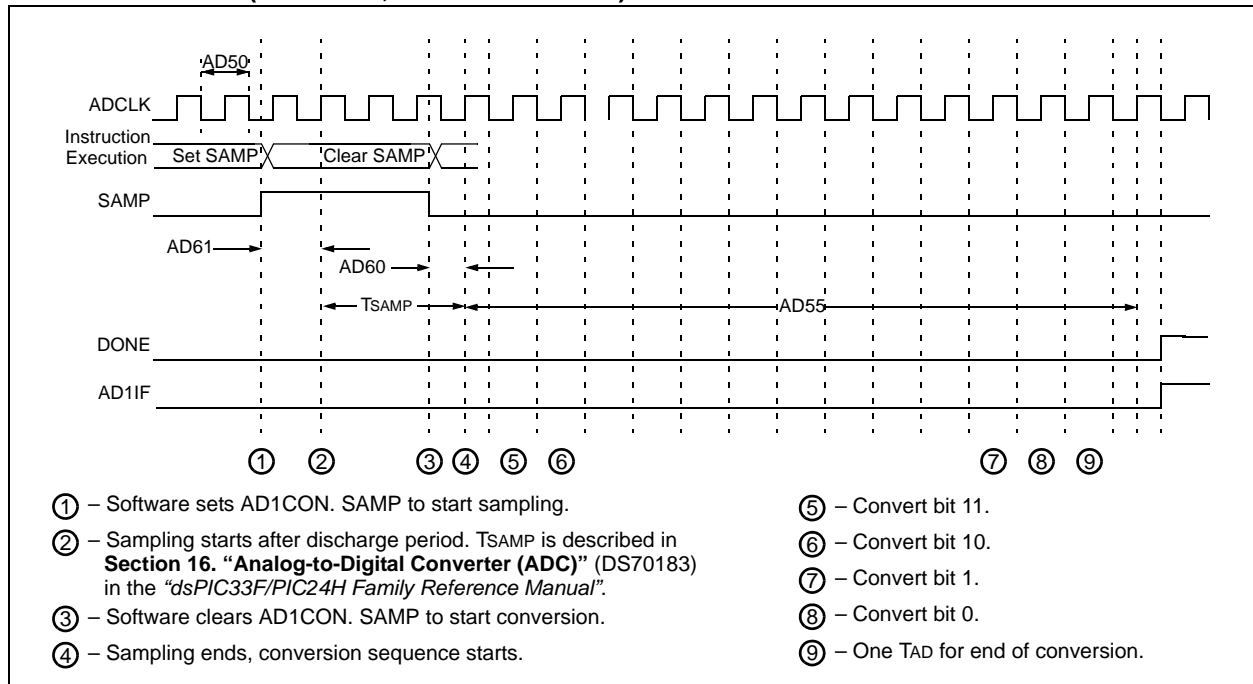 AD50
ADCLK
Instruction
Execution
Set SAMP
Clear SAMP
SAMP
AD61
AD60
TSAMP
AD55
DONE
AD1IF
1 2 3 4 5 6 7 8 9
1 – Software sets AD1CON. SAMP to start sampling.
2 – Sampling starts after discharge period. TSAMP is described in
Section 16. “Analog-to-Digital Converter (ADC)” (DS70183)
in the “dsPIC33F/PIC24H Family Reference Manual”.
3 – Software clears AD1CON. SAMP to start conversion.
4 – Sampling ends, conversion sequence starts.
5 – Convert bit 11.
6 – Convert bit 10.
7 – Convert bit 1.
8 – Convert bit 0.
9 – One TAD for end of conversion.